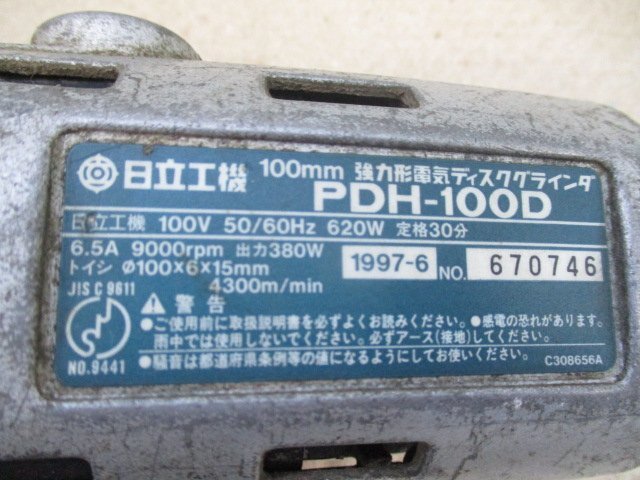 日立工機 100mm 強力形電気ディスクグラインダ
PDH-100D
日立工機 100V 50/60Hz 620W 定格30分
6.5A 9000rpm 出力380W
1997-6 NO. 670746
トイシ ø100×6×15mm
4300m/min
JIS C 9611
NO.9441
⚠ 警告
●ご使用前に取扱説明書を必ずよくお読みください。●感電の恐れがあります。
雨中では使用しないでください。必ずアース(接地)してください。
●騒音は都道府県条例等の値になるようにしてお使いください。
C308656A